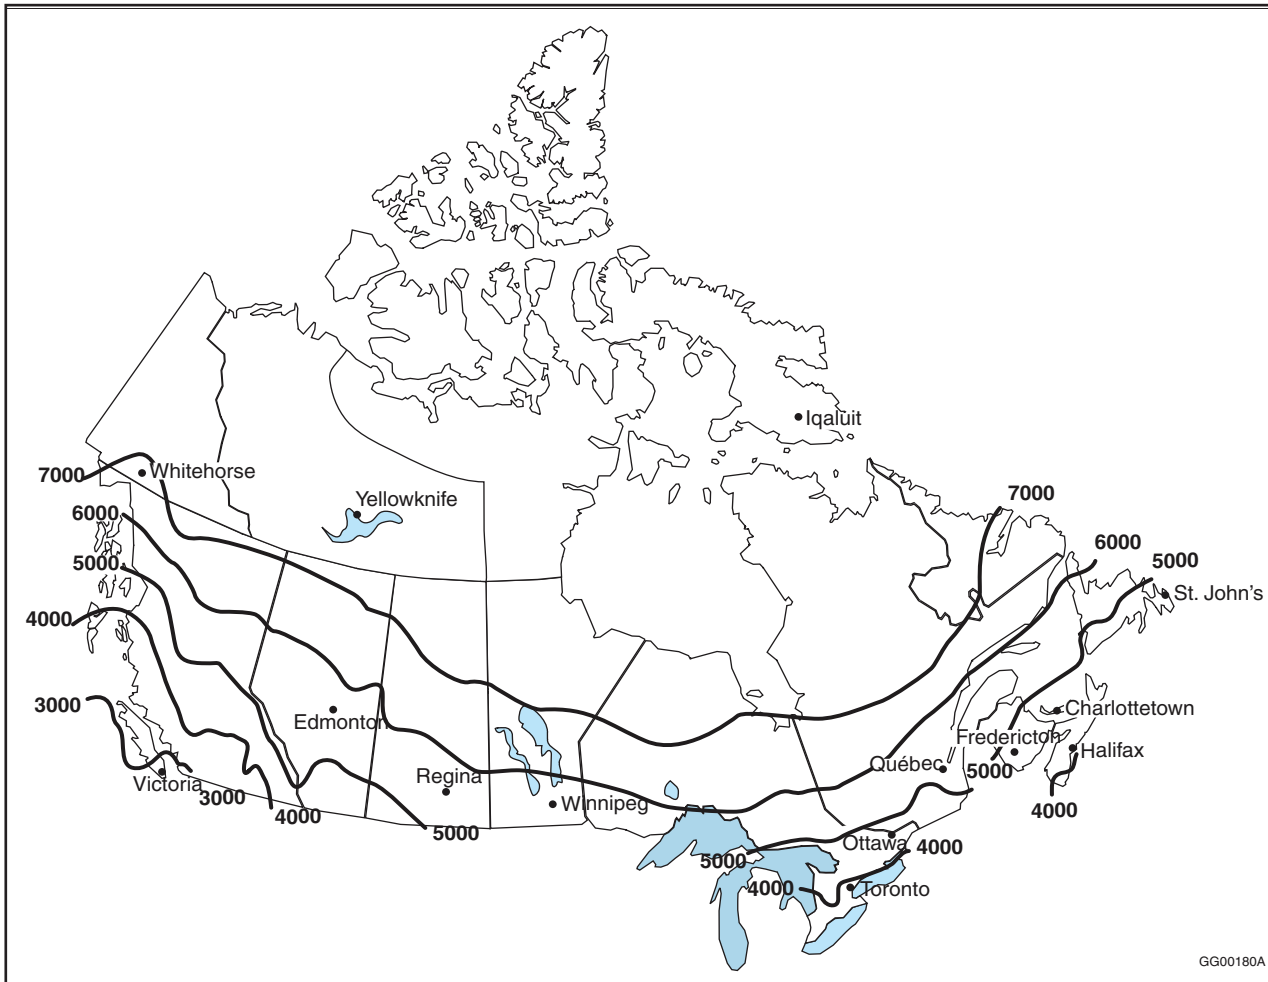 Iqaluit
7000
Whitehorse
Yellowknife
7000
6000
6000
5000
5000
St. John's
4000
3000
Charlottetown
Edmonton
Fredericton
Halifax
Québec
5000
Regina
Victoria
3000
Winnipeg
4000
4000
5000
Ottawa
4000
5000
4000
Toronto
GG00180A